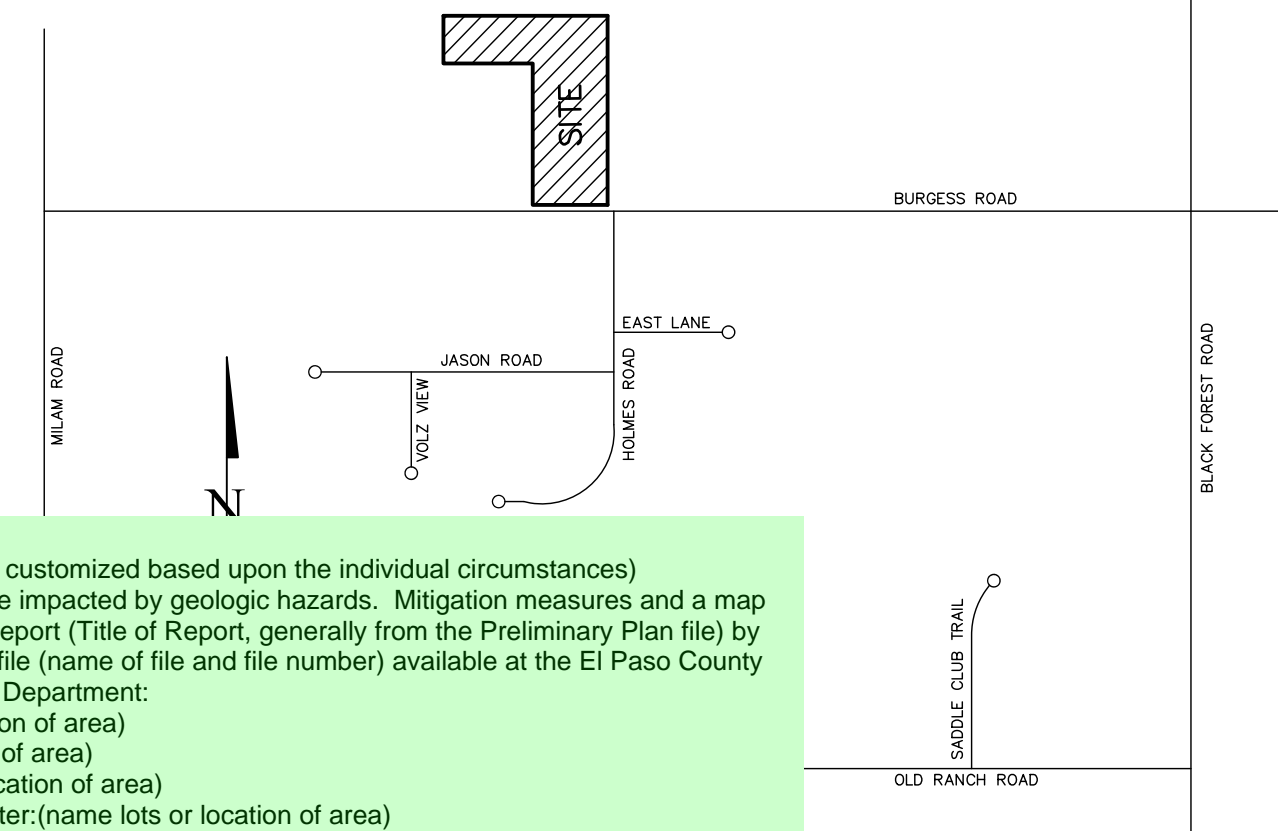 SITE
BURGESS ROAD
EAST LANE
JASON ROAD
MILAM ROAD
VOLZ VIEW
HOLMES ROAD
BLACK FOREST ROAD
N
customized based upon the individual circumstances)
e impacted by geologic hazards. Mitigation measures and a map
eport (Title of Report, generally from the Preliminary Plan file) by
file (name of file and file number) available at the El Paso County
Department:
on of area)
of area)
cation of area)
ter:(name lots or location of area)
SADDLE CLUB TRAIL
OLD RANCH ROAD